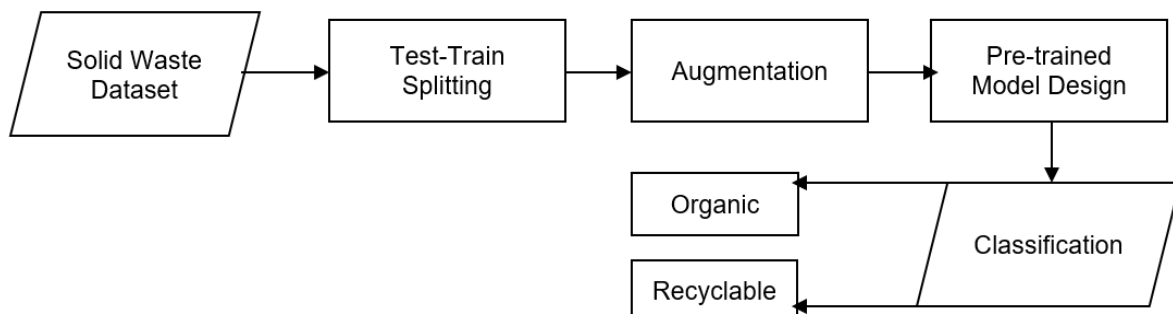 Solid Waste
Dataset
Test-Train
Splitting
Augmentation
Pre-trained
Model Design
Organic
Classification
Recyclable